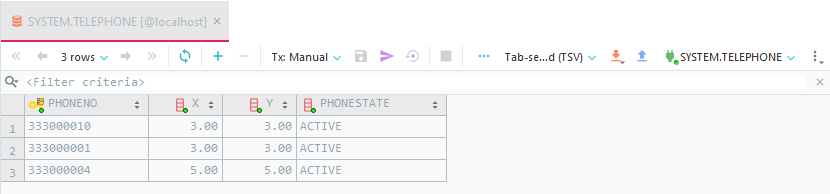 SYSTEM.TELEPHONE [@localhost]
3 rows Tx: Manual Tab-se...d (TSV) SYSTEM.TELEPHONE
<Filter criteria>
PHONENO X Y PHONESTATE
1 333000010 3.00 3.00 ACTIVE
2 333000001 3.00 3.00 ACTIVE
3 333000004 5.00 5.00 ACTIVE